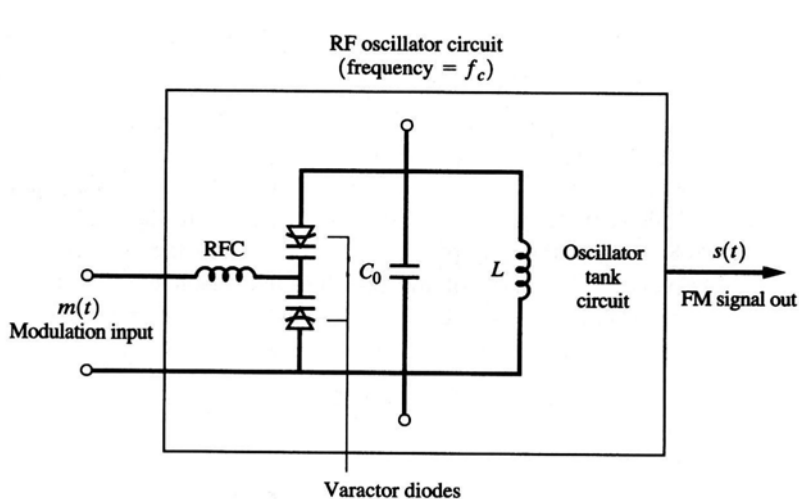 RF oscillator circuit
(frequency = f_c)
RFC
m(t)
Modulation input
C_0
L
Oscillator
tank
circuit
s(t)
FM signal out
Varactor diodes